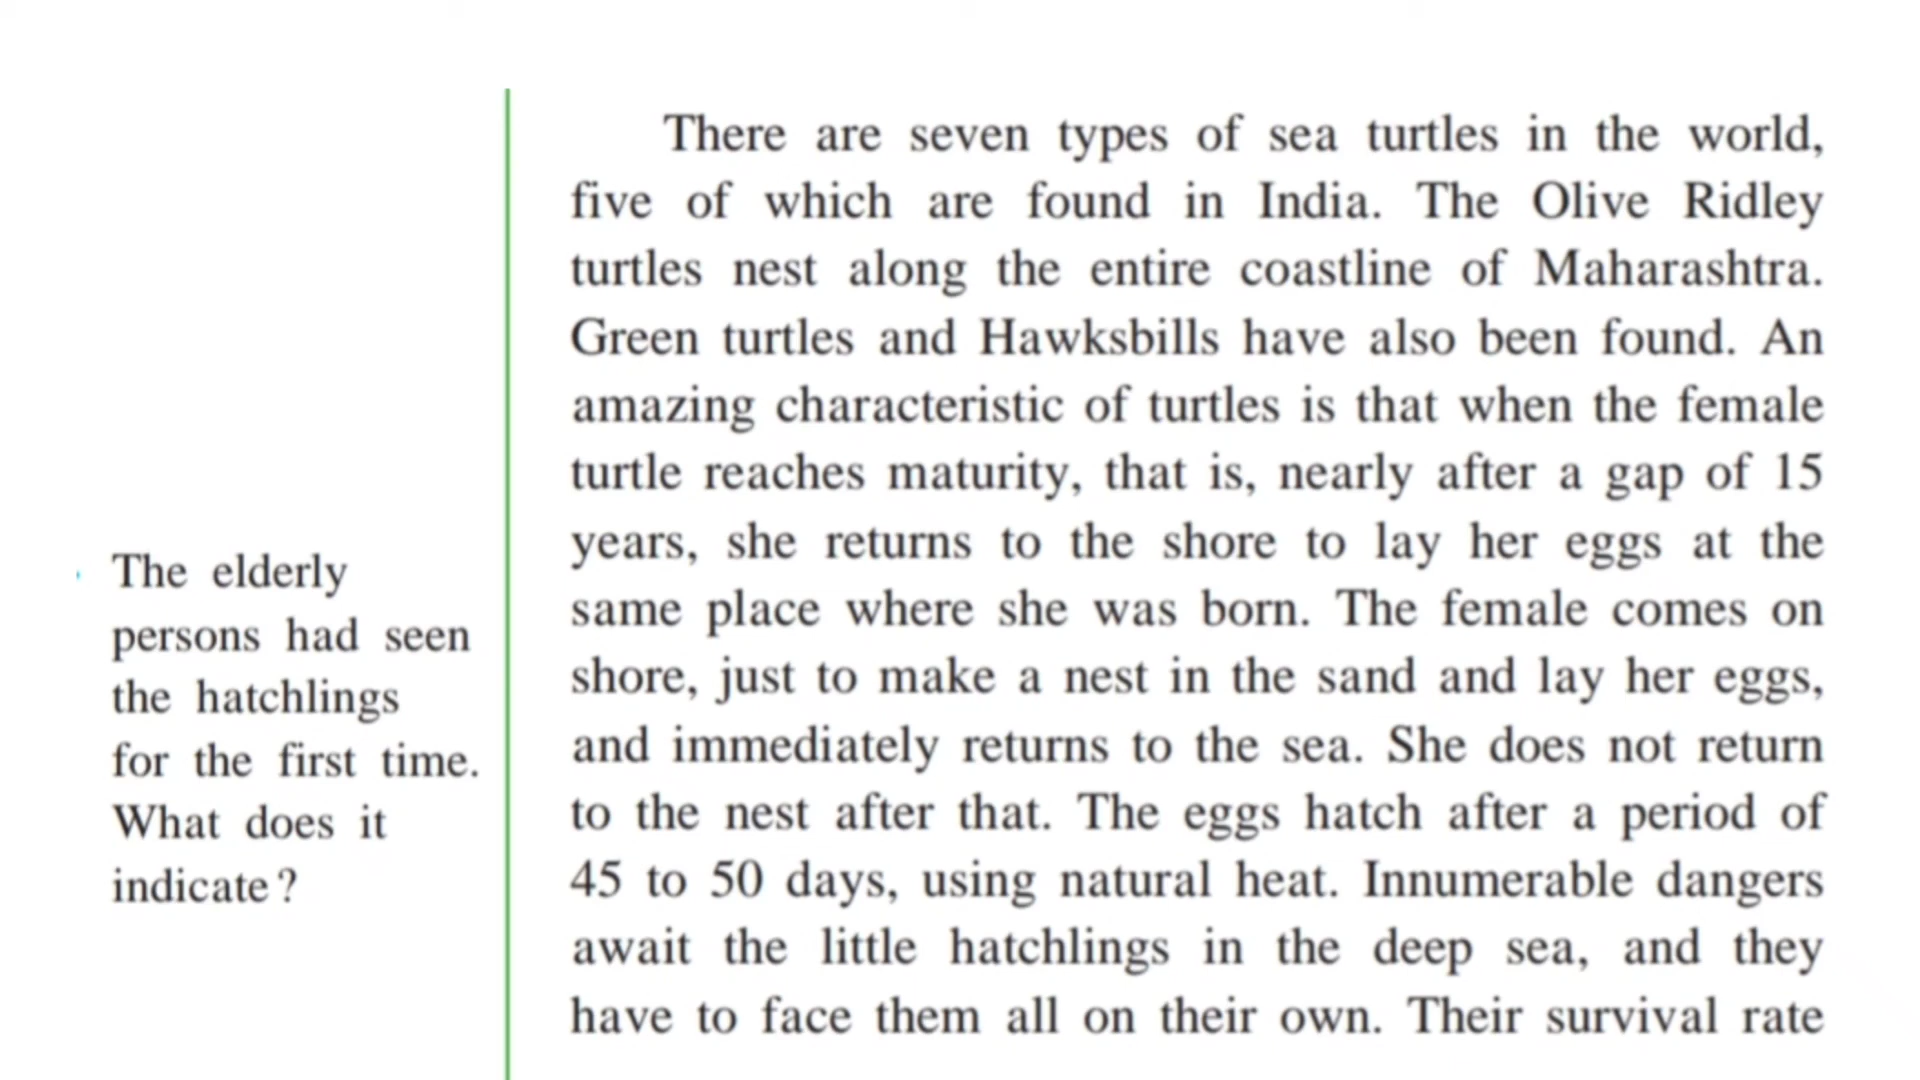 There are seven types of sea turtles in the world,
five of which are found in India. The Olive Ridley
turtles nest along the entire coastline of Maharashtra.
Green turtles and Hawksbills have also been found. An
amazing characteristic of turtles is that when the female
turtle reaches maturity, that is, nearly after a gap of 15
years, she returns to the shore to lay her eggs at the
same place where she was born. The female comes on
shore, just to make a nest in the sand and lay her eggs,
and immediately returns to the sea. She does not return
to the nest after that. The eggs hatch after a period of
45 to 50 days, using natural heat. Innumerable dangers
await the little hatchlings in the deep sea, and they
have to face them all on their own. Their survival rate
The elderly
persons had seen
the hatchlings
for the first time.
What does it
indicate ?